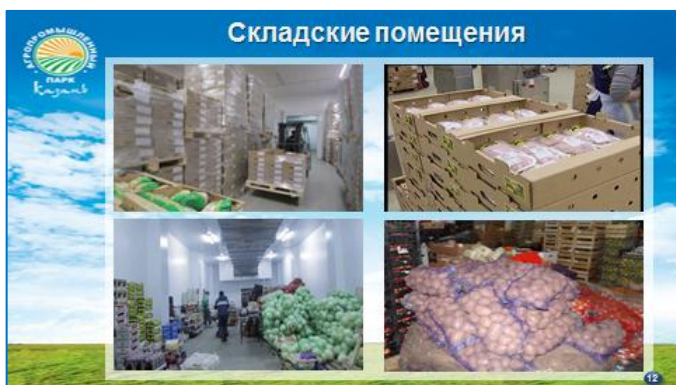 Складские помещения
АГРОПРОМЫШЛЕННЫЙ
ПАРК
Казань
12